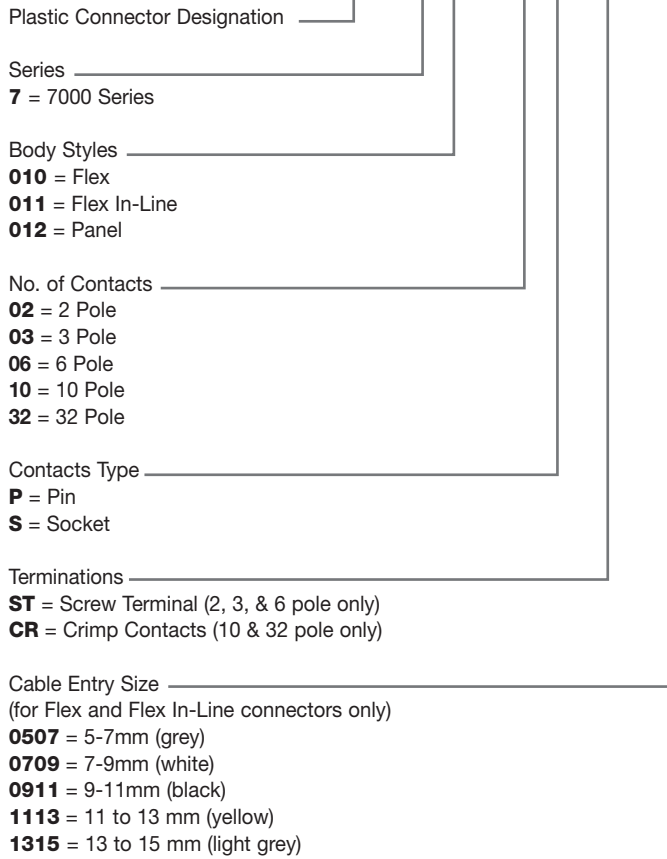 Plastic Connector Designation
Series
7 = 7000 Series
Body Styles
010 = Flex
011 = Flex In-Line
012 = Panel
No. of Contacts
02 = 2 Pole
03 = 3 Pole
06 = 6 Pole
10 = 10 Pole
32 = 32 Pole
Contacts Type
P = Pin
S = Socket
Terminations
ST = Screw Terminal (2, 3, & 6 pole only)
CR = Crimp Contacts (10 & 32 pole only)
Cable Entry Size
(for Flex and Flex In-Line connectors only)
0507 = 5-7mm (grey)
0709 = 7-9mm (white)
0911 = 9-11mm (black)
1113 = 11 to 13 mm (yellow)
1315 = 13 to 15 mm (light grey)